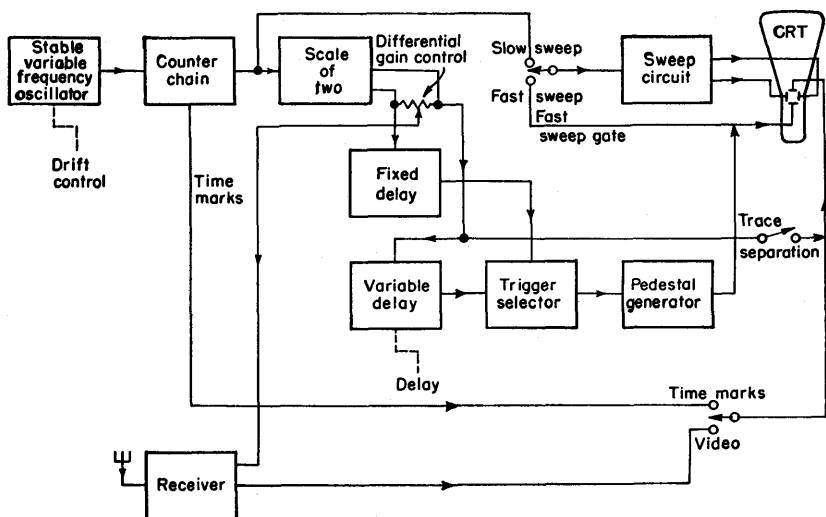 Stable
variable
frequency
oscillator
Counter
chain
Scale
of
two
Differential
gain control
Slow sweep
Fast sweep
Fast
sweep gate
Sweep
circuit
CRT
Drift
control
Time
marks
Fixed
delay
Trace
separation
Variable
delay
Trigger
selector
Pedestal
generator
Delay
Time marks
Video
Receiver